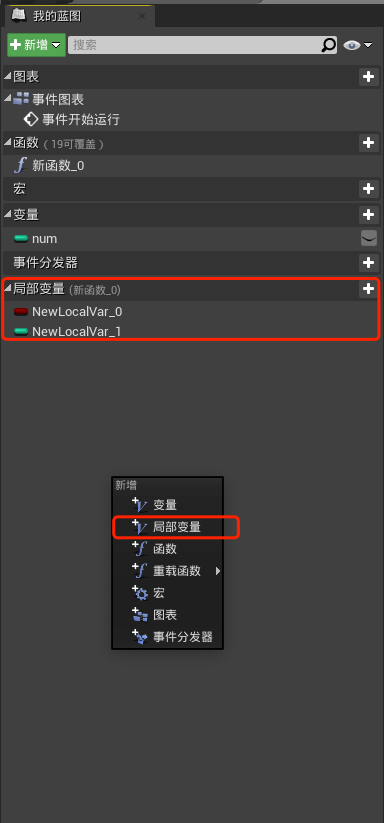 我的蓝图
新增 搜索
图表
事件图表
事件开始运行
函数 (19可覆盖)
新函数_0
宏
变量
num
事件分发器
局部变量 (新函数_0)
NewLocalVar_0
NewLocalVar_1
新增
变量
局部变量
函数
重载函数
宏
图表
事件分发器